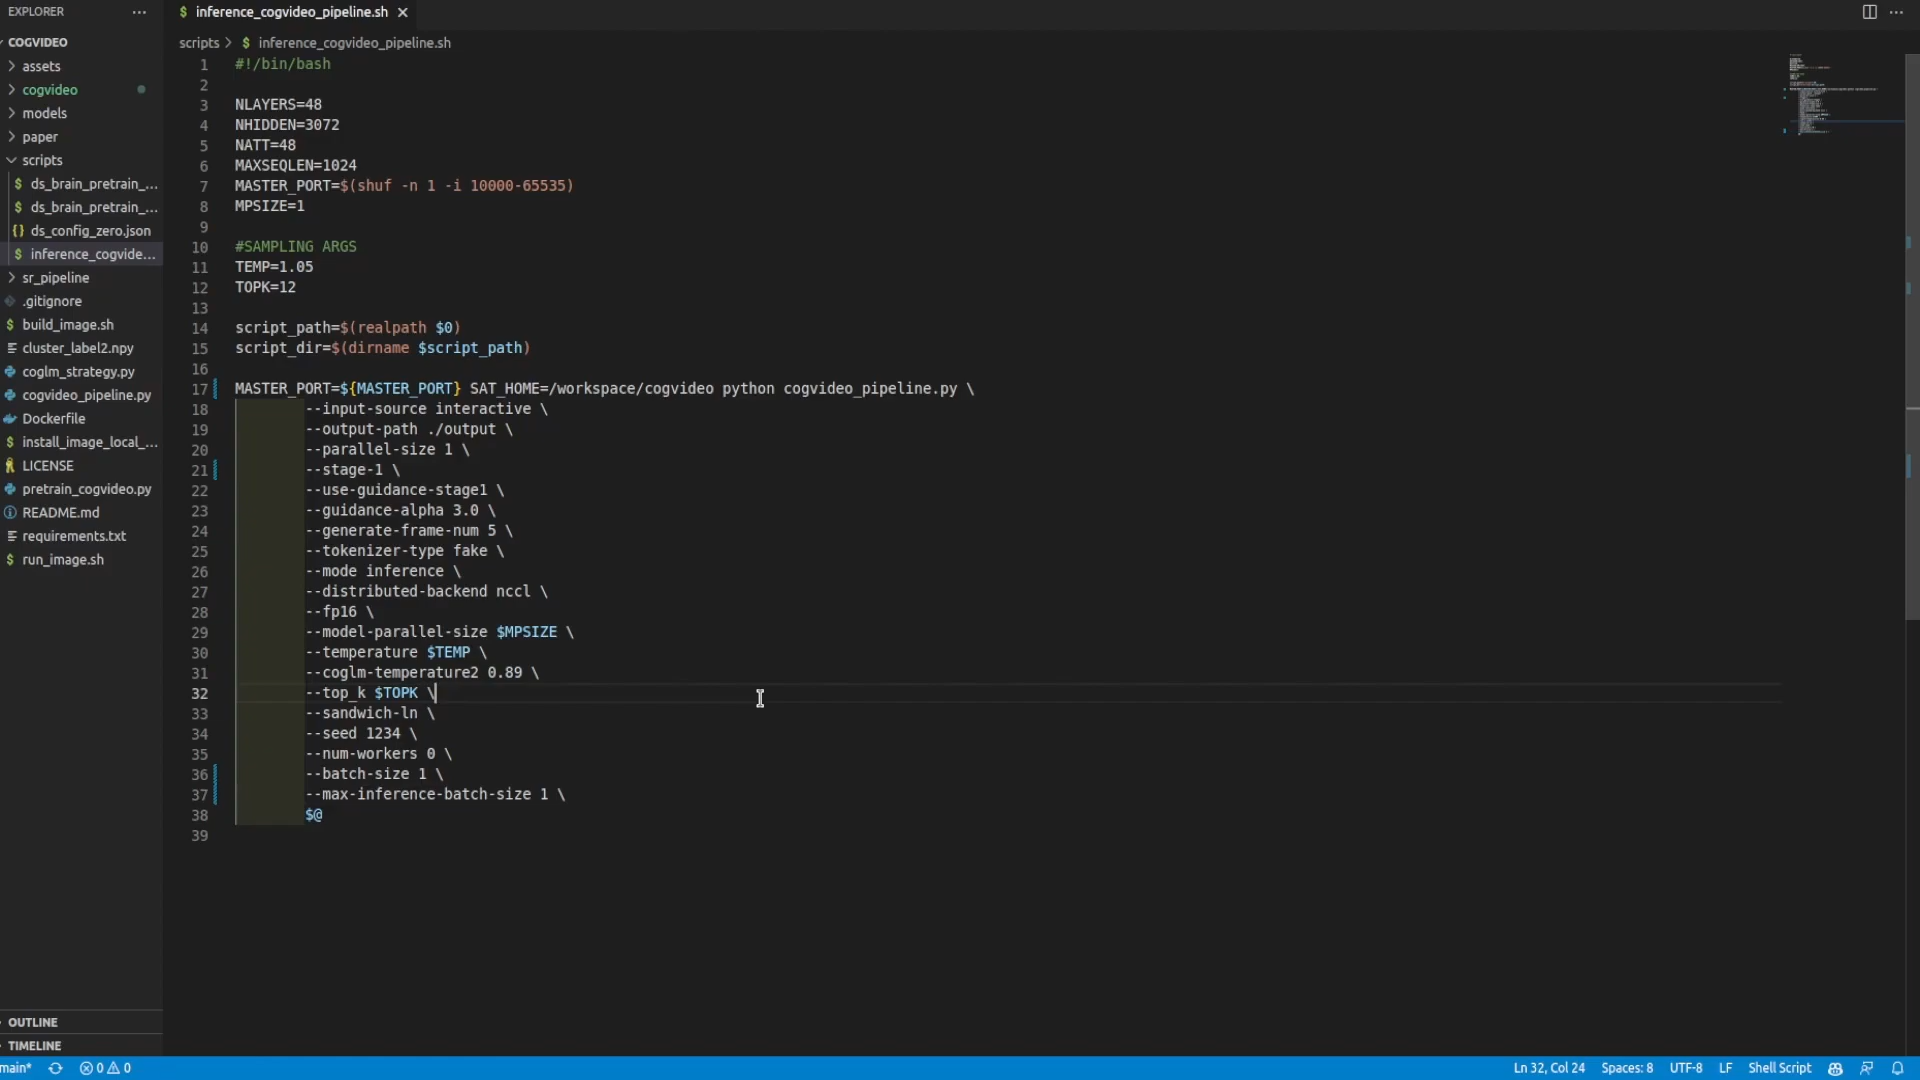 EXPLORER
inference_cogvideo_pipeline.sh
COGVIDEO
assets
cogvideo
models
paper
scripts
ds_brain_pretrain_...
ds_brain_pretrain_...
ds_config_zero.json
inference_cogvide...
sr_pipeline
.gitignore
build_image.sh
cluster_label2.npy
coglm_strategy.py
cogvideo_pipeline.py
Dockerfile
install_image_local_...
LICENSE
pretrain_cogvideo.py
README.md
requirements.txt
run_image.sh
OUTLINE
TIMELINE
scripts > $ inference_cogvideo_pipeline.sh
1 #!/bin/bash
2
3 NLAYERS=48
4 NHIDDEN=3072
5 NATT=48
6 MAXSEQLEN=1024
7 MASTER_PORT=$(shuf -n 1 -i 10000-65535)
8 MPSIZE=1
9
10 #SAMPLING ARGS
11 TEMP=1.05
12 TOPK=12
13
14 script_path=$(realpath $0)
15 script_dir=$(dirname $script_path)
16
17 MASTER_PORT=${MASTER_PORT} SAT_HOME=/workspace/cogvideo python cogvideo_pipeline.py \
18 --input-source interactive \
19 --output-path ./output \
20 --parallel-size 1 \
21 --stage-1 \
22 --use-guidance-stage1 \
23 --guidance-alpha 3.0 \
24 --generate-frame-num 5 \
25 --tokenizer-type fake \
26 --mode inference \
27 --distributed-backend nccl \
28 --fp16 \
29 --model-parallel-size $MPSIZE \
30 --temperature $TEMP \
31 --coglm-temperature2 0.89 \
32 --top_k $TOPK \
33 --sandwich-ln \
34 --seed 1234 \
35 --num-workers 0 \
36 --batch-size 1 \
37 --max-inference-batch-size 1 \
38 $@
39
main* 0 0 Ln 32, Col 24 Spaces: 8 UTF-8 LF Shell Script